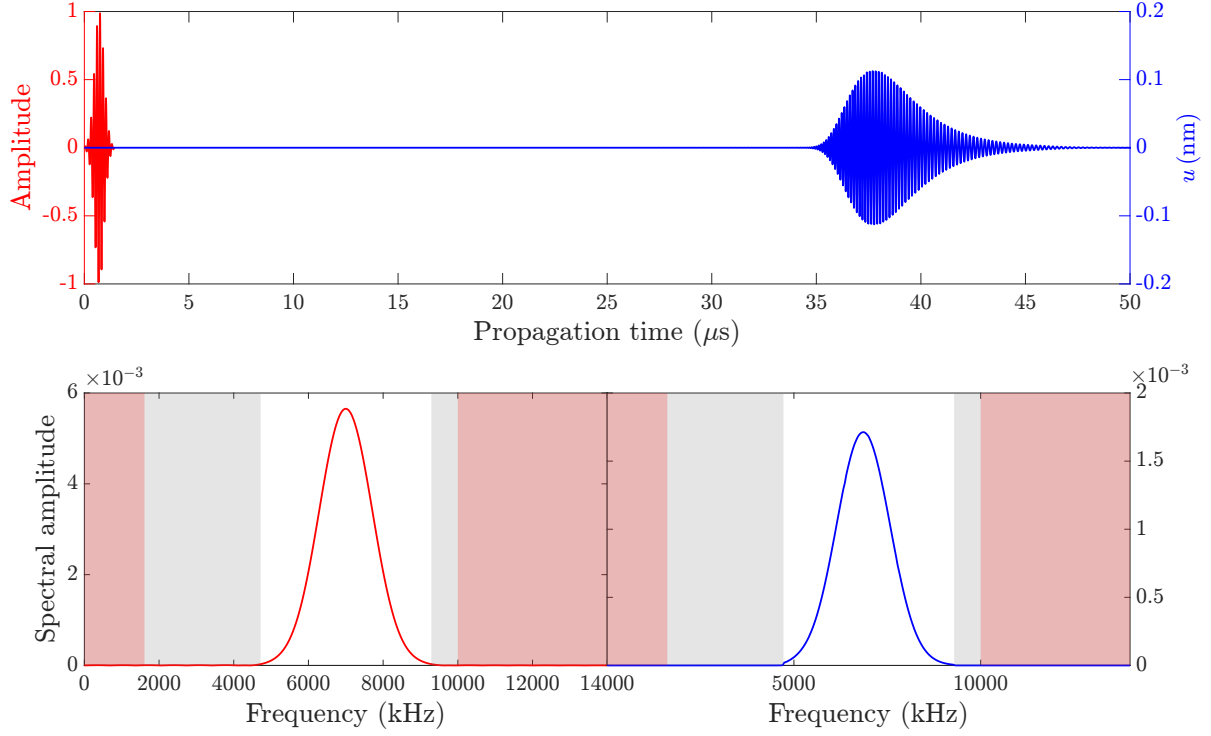 1
0.5
0
-0.5
-1
Amplitude
0.2
0.1
0
-0.1
-0.2
u (nm)
0 5 10 15 20 25 30 35 40 45 50
Propagation time (μs)
×10⁻³
6
4
2
0
Spectral amplitude
0 2000 4000 6000 8000 10000 12000 14000
Frequency (kHz)
×10⁻³
2
1.5
1
0.5
0
5000 10000
Frequency (kHz)